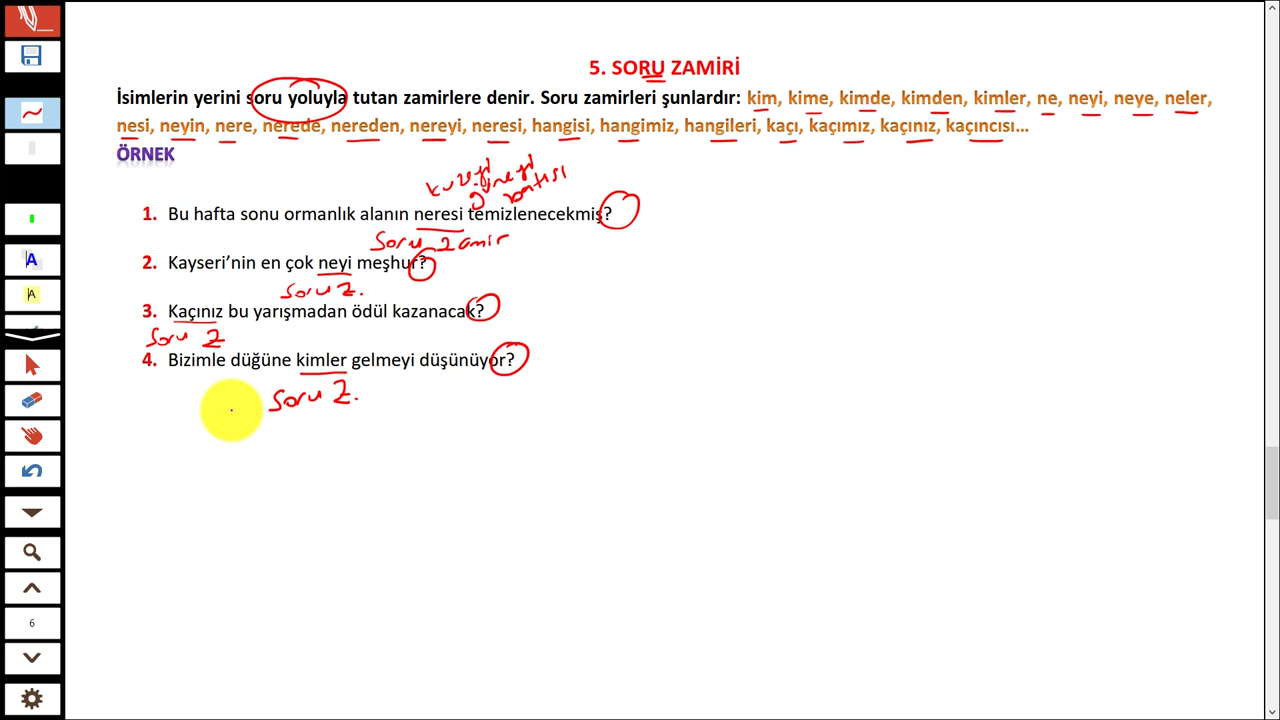 5. SORU ZAMİRİ
İsimlerin yerini soru yoluyla tutan zamirlere denir. Soru zamirleri şunlardır: kim, kime, kimde, kimden, kimler, ne, neyi, neye, neler,
nesi, neyin, nere, nerede, nereden, nereyi, neresi, hangisi, hangimiz, hangileri, kaçı, kaçımız, kaçınız, kaçıncısı...
ÖRNEK
kuzeyi güneyi batısı
1. Bu hafta sonu ormanlık alanın neresi temizlenecekmiş?
Soru zamir
2. Kayseri'nin en çok neyi meşhur?
Soru Z.
3. Kaçınız bu yarışmadan ödül kazanacak?
Soru Z
4. Bizimle düğüne kimler gelmeyi düşünüyor?
Soru Z.
A
A
6